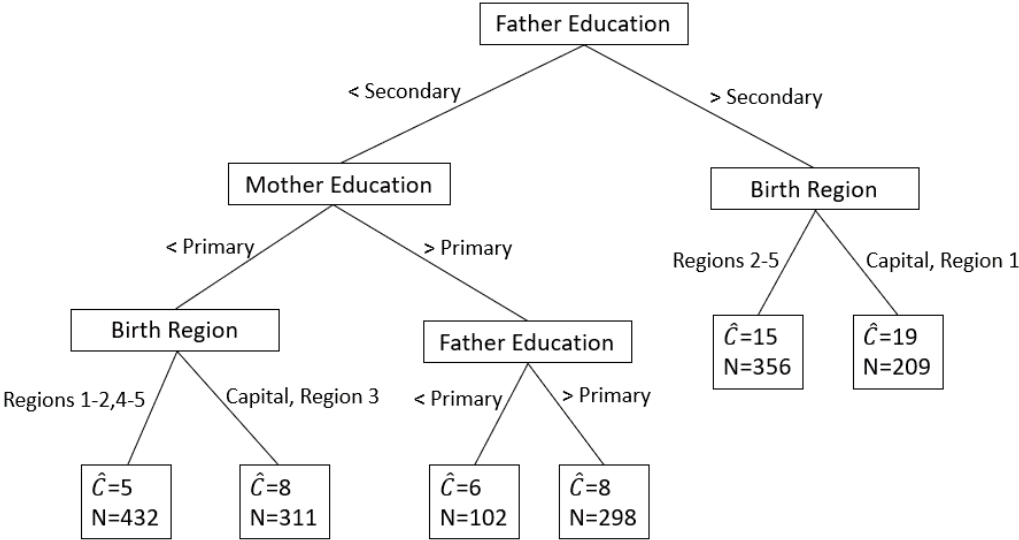 Father Education
< Secondary
> Secondary
Mother Education
Birth Region
< Primary
> Primary
Regions 2-5
Capital, Region 1
Birth Region
Father Education
Ĉ=15
N=356
Ĉ=19
N=209
Regions 1-2,4-5
Capital, Region 3
< Primary
> Primary
Ĉ=5
N=432
Ĉ=8
N=311
Ĉ=6
N=102
Ĉ=8
N=298